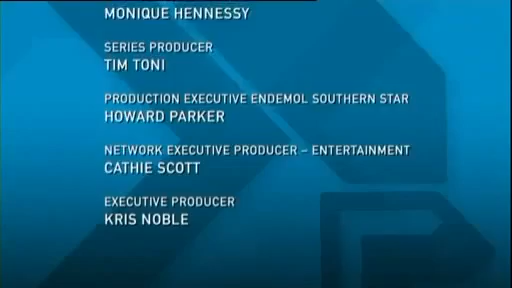 MONIQUE HENNESSY
SERIES PRODUCER
TIM TONI
PRODUCTION EXECUTIVE ENDEMOL SOUTHERN STAR
HOWARD PARKER
NETWORK EXECUTIVE PRODUCER – ENTERTAINMENT
CATHIE SCOTT
EXECUTIVE PRODUCER
KRIS NOBLE